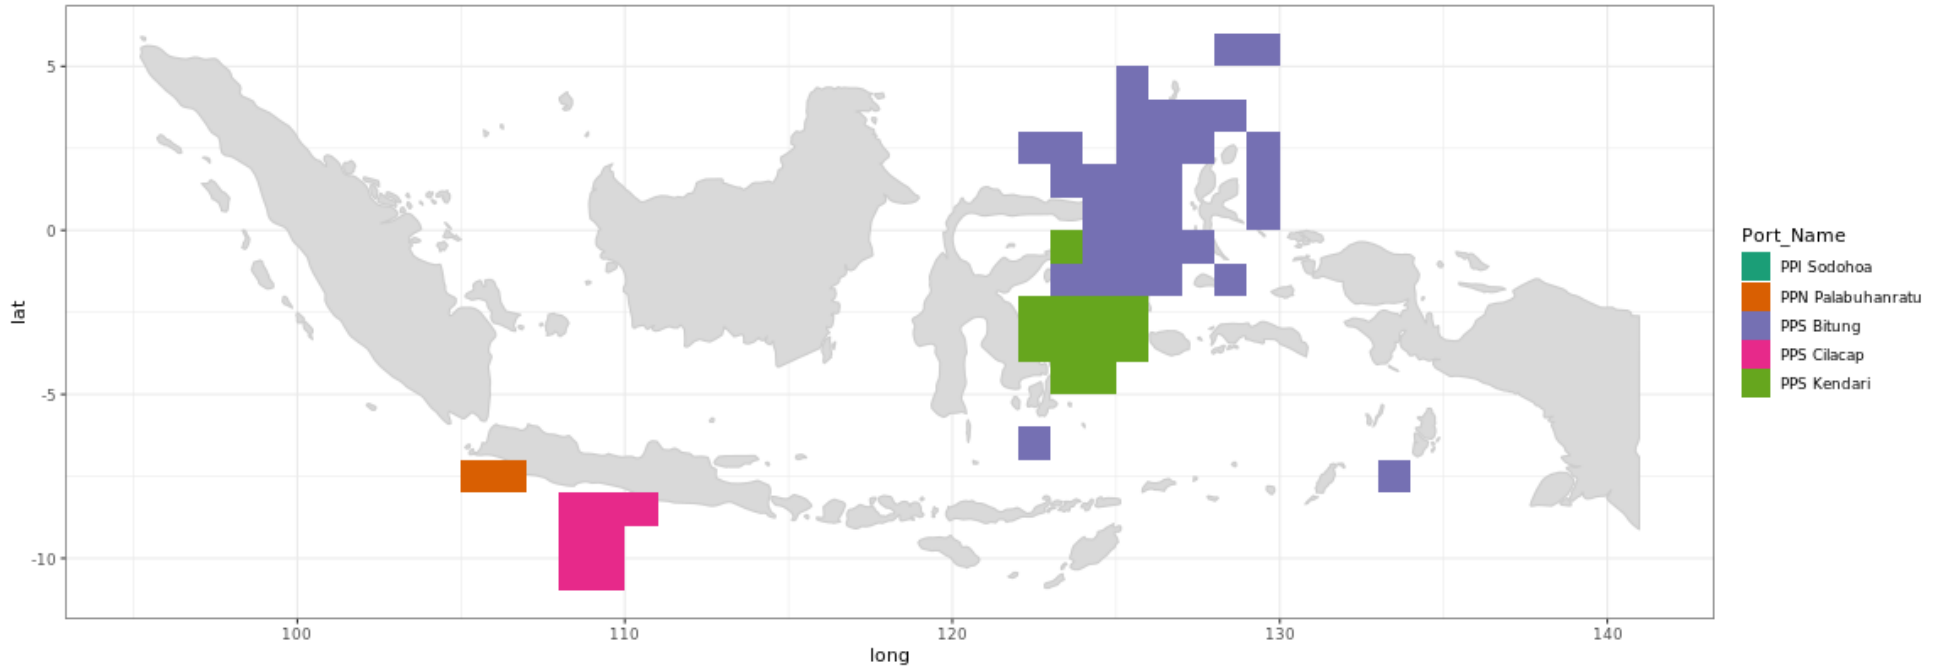 5
0
-5
-10
lat
100
110
120
130
140
long
Port_Name
PPI Sodohoa
PPN Palabuhanratu
PPS Bitung
PPS Cilacap
PPS Kendari